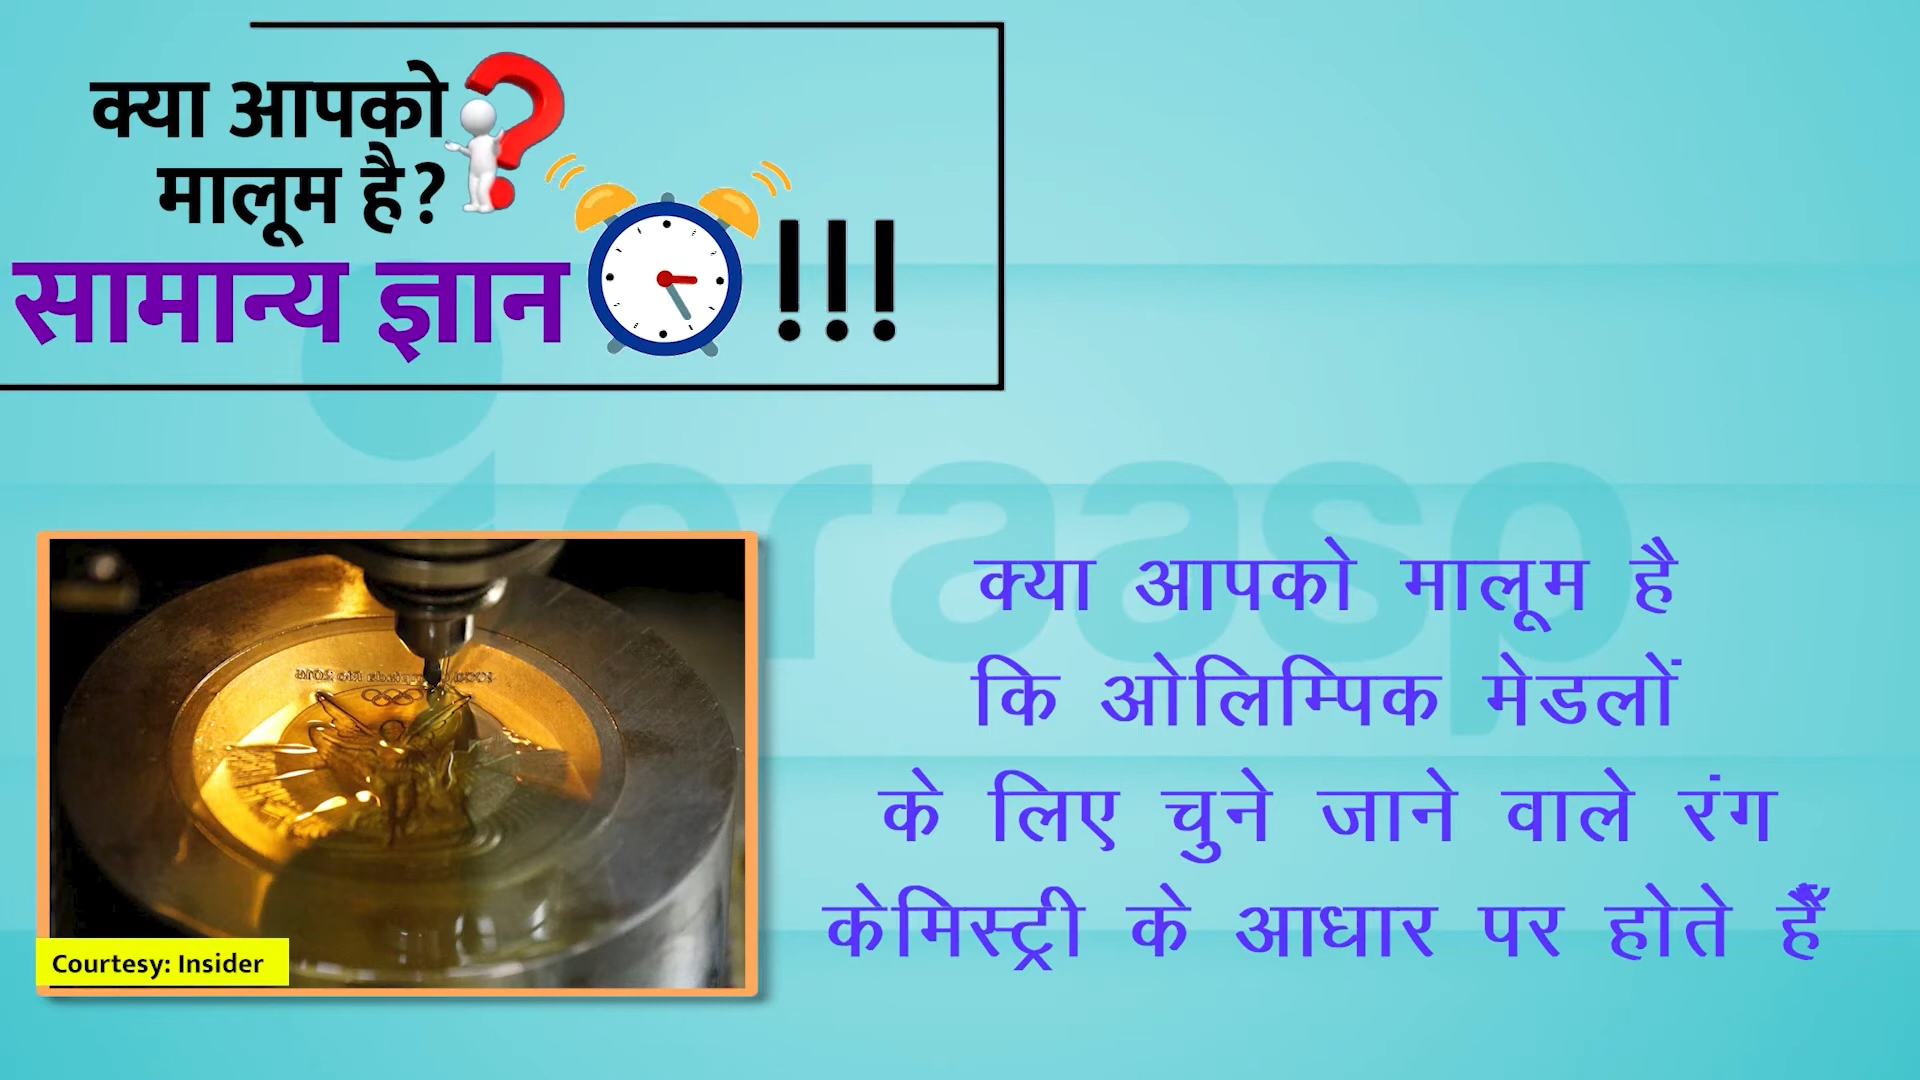 क्या आपको
मालूम है?
सामान्य ज्ञान
!!!
क्या आपको मालूम है
कि ओलिम्पिक मेडलों
के लिए चुने जाने वाले रंग
केमिस्ट्री के आधार पर होते हैं
Courtesy: Insider